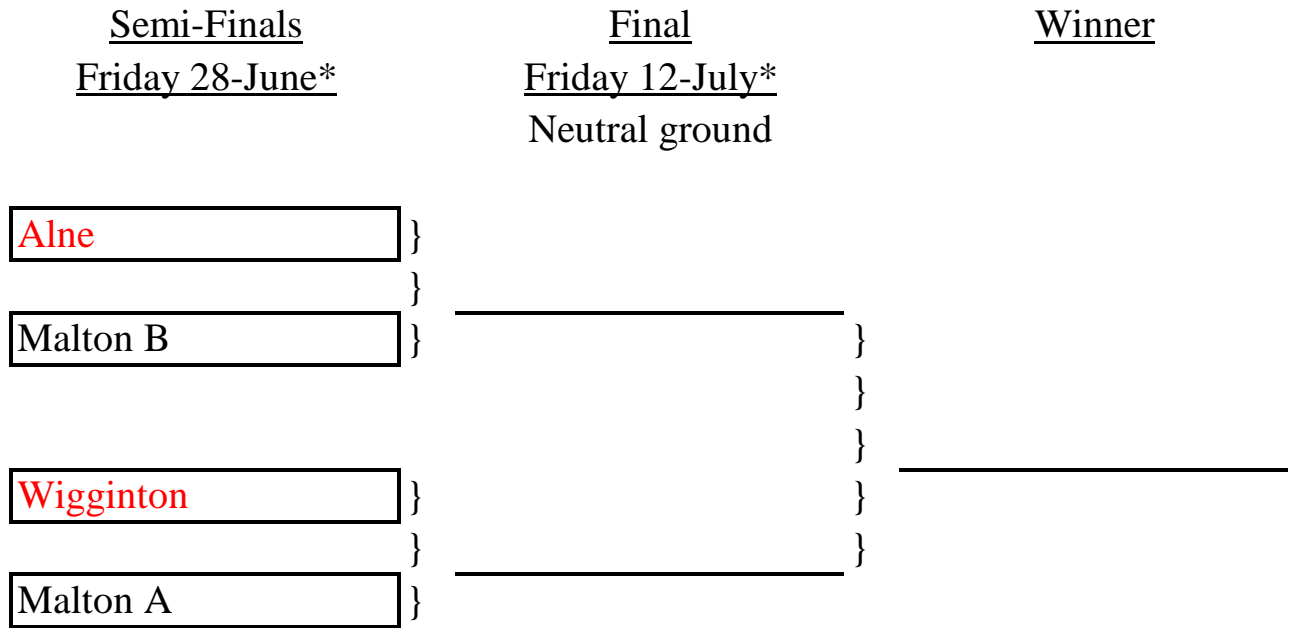 Semi-Finals Final Winner
Friday 28-June* Friday 12-July*
Neutral ground
Alne }
}
Malton B } }
}
}
Wigginton } }
} }
Malton A }